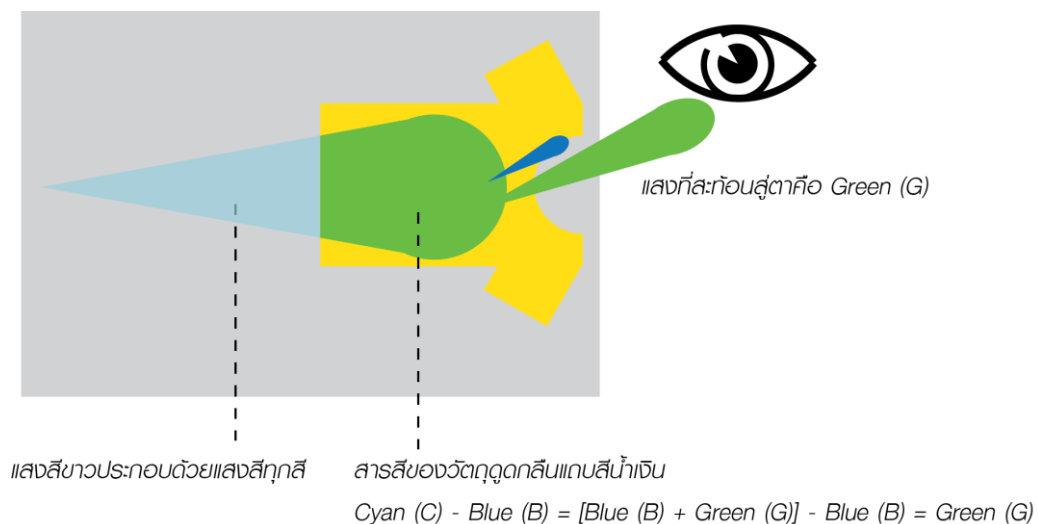 แสงที่สะท้อนสู่ตาคือ Green (G)
แสงสีขาวประกอบด้วยแสงสีทุกสี
สารสีของวัตถุดูดกลืนแถบสีน้ำเงิน
Cyan (C) - Blue (B) = [Blue (B) + Green (G)] - Blue (B) = Green (G)